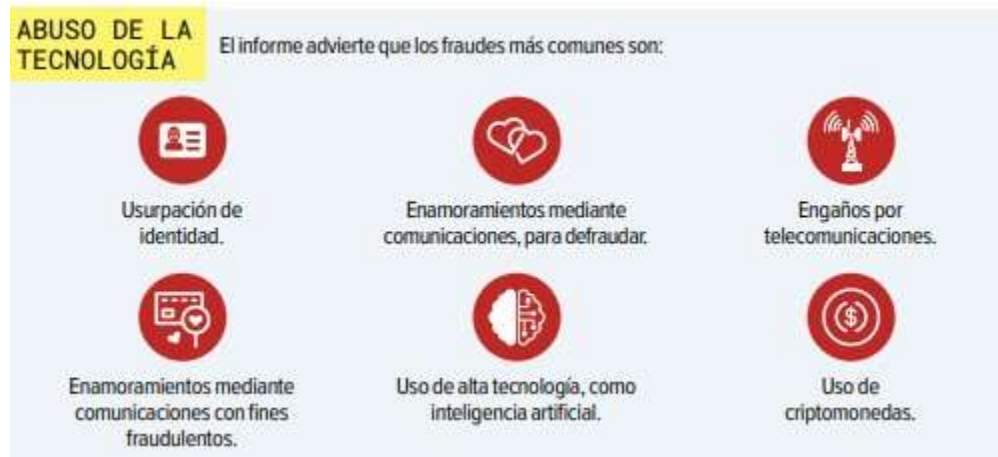 ABUSO DE LA
TECNOLOGÍA
El informe advierte que los fraudes más comunes son:
Usurpación de
identidad.
Enamoramientos mediante
comunicaciones, para defraudar.
Engaños por
telecomunicaciones.
Enamoramientos mediante
comunicaciones con fines
fraudulentos.
Uso de alta tecnología, como
inteligencia artificial.
Uso de
criptomonedas.